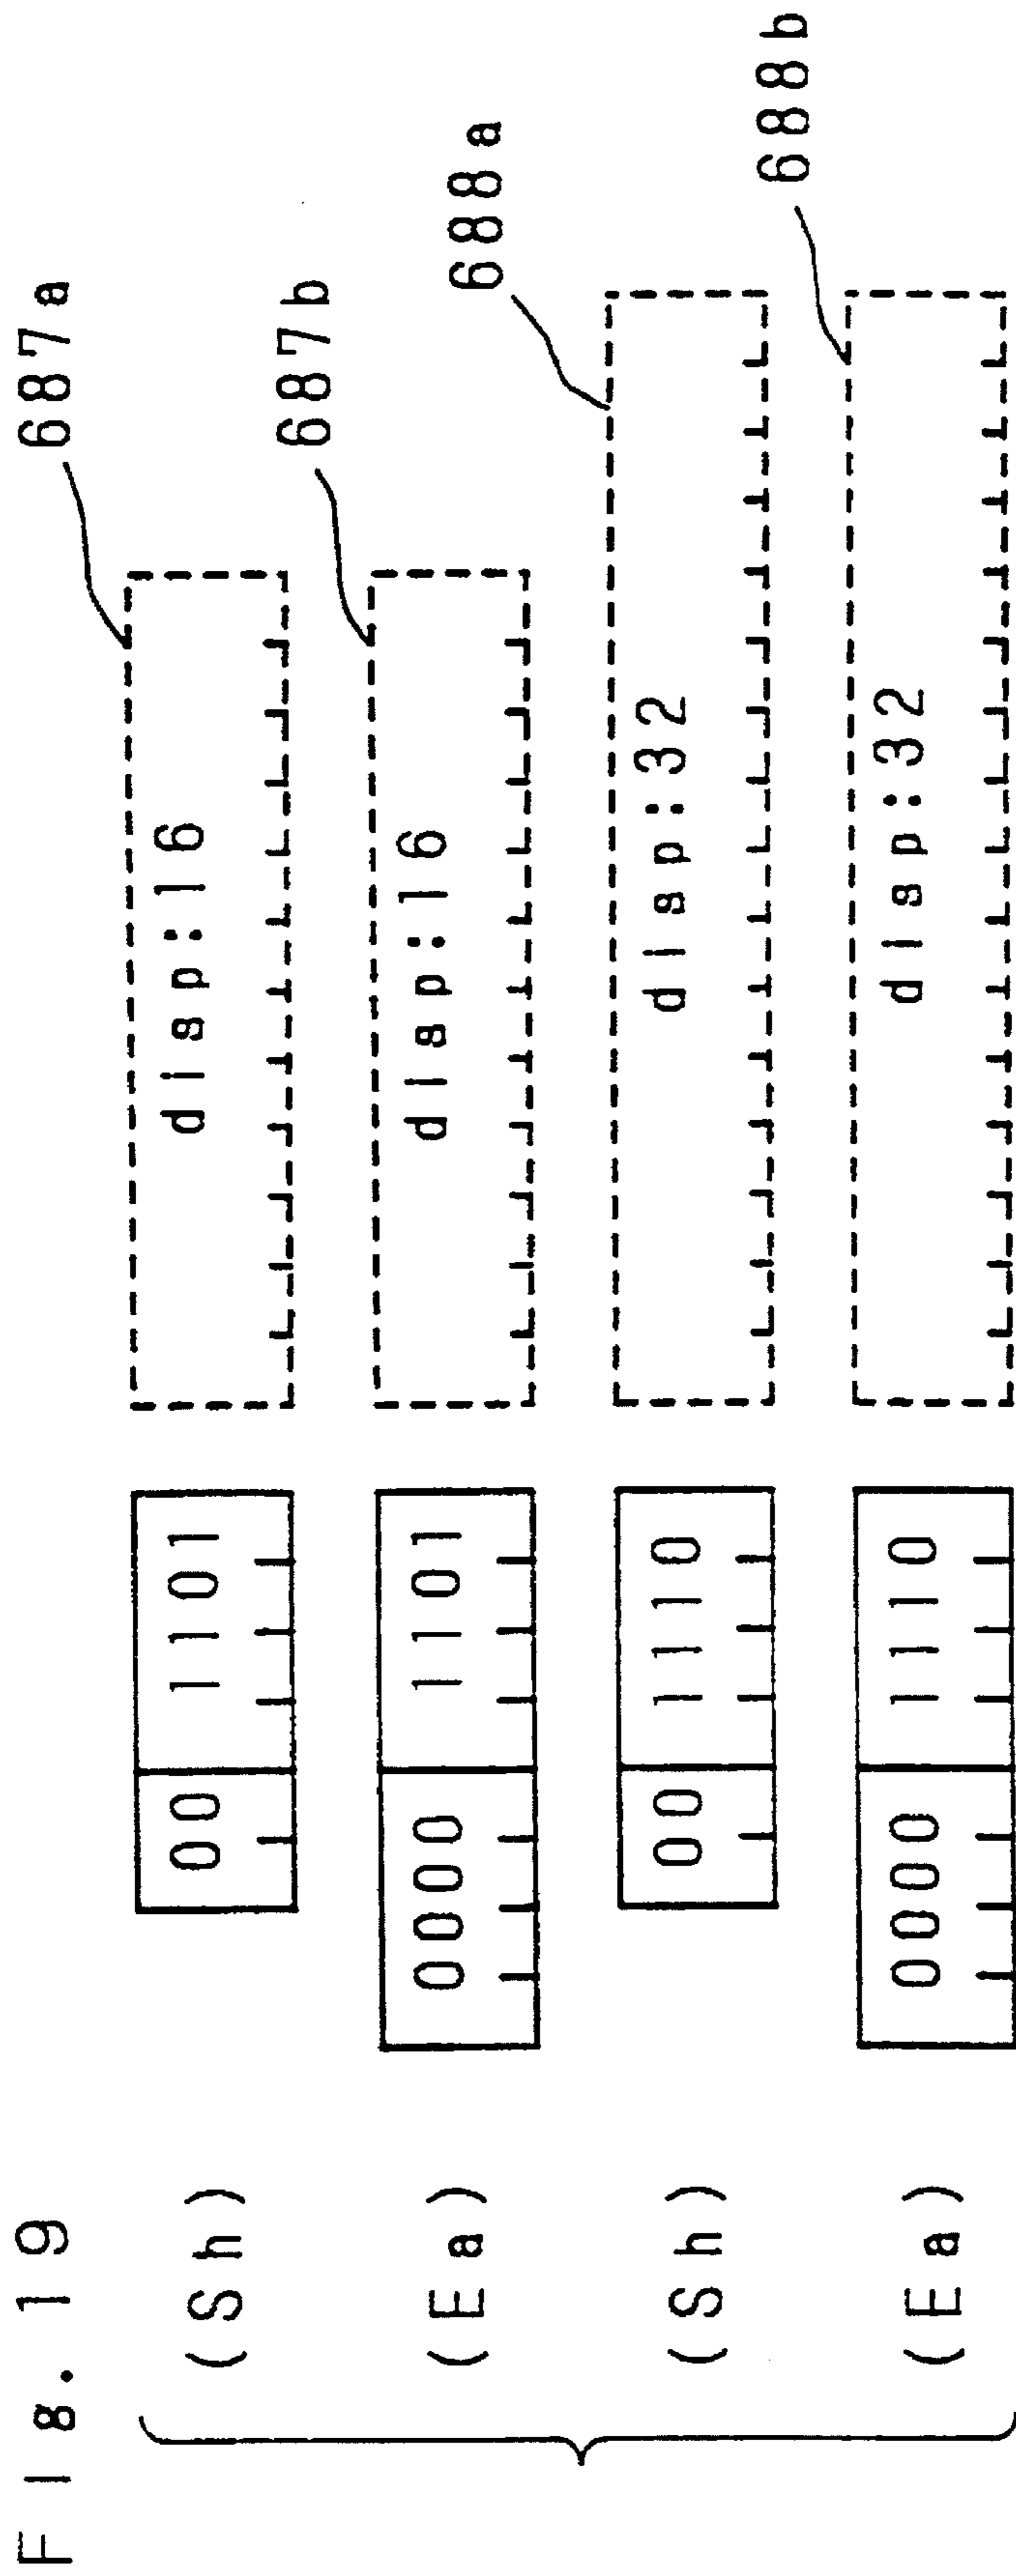 FIg. 19
(Sh) 00 1101 disp:16 687a
(Ea) 0000 1101 disp:16 687b
(Sh) 00 1110 disp:32 688a
(Ea) 0000 1110 disp:32 688b